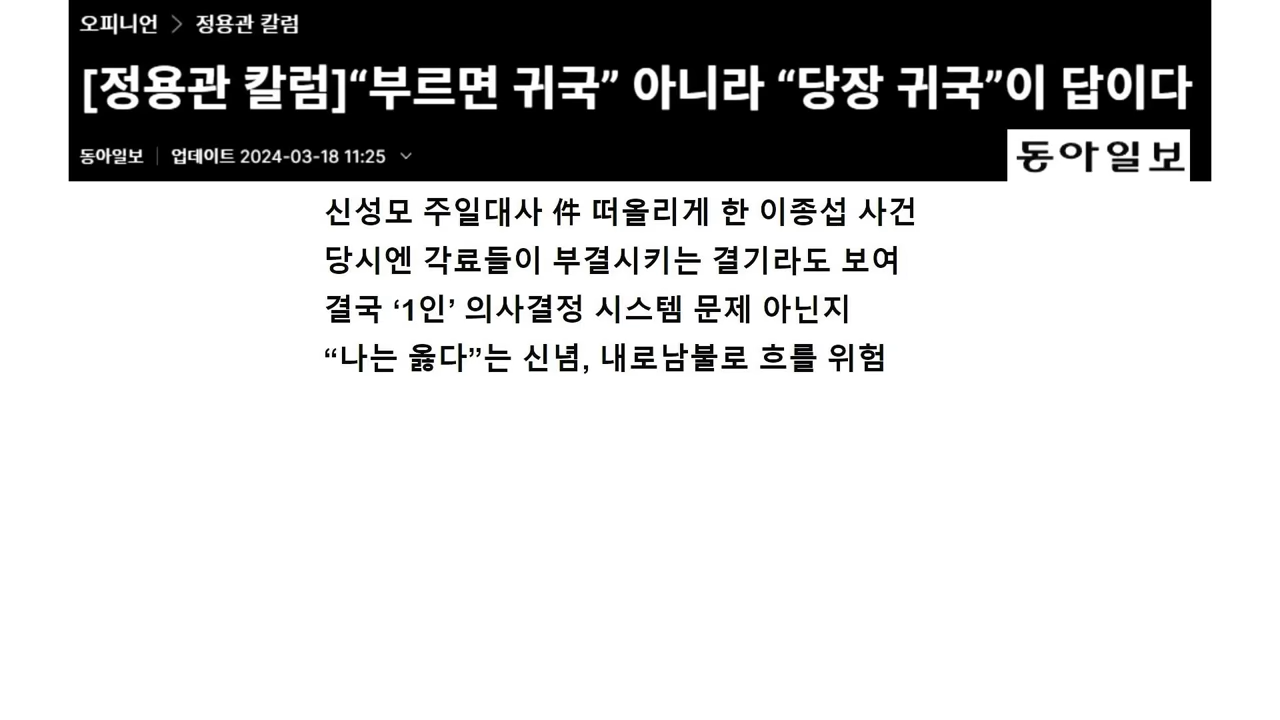 오피니언 > 정용관 칼럼
[정용관 칼럼]“부르면 귀국” 아니라 “당장 귀국”이 답이다
동아일보 | 업데이트 2024-03-18 11:25
동아일보
신성모 주일대사 件 떠올리게 한 이종섭 사건
당시엔 각료들이 부결시키는 결기라도 보여
결국 ‘1인’ 의사결정 시스템 문제 아닌지
“나는 옳다”는 신념, 내로남불로 흐를 위험